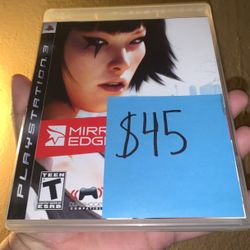 PLAYSTATION 3
MIRR
EDGE
$45
TEEN
T
ESRB